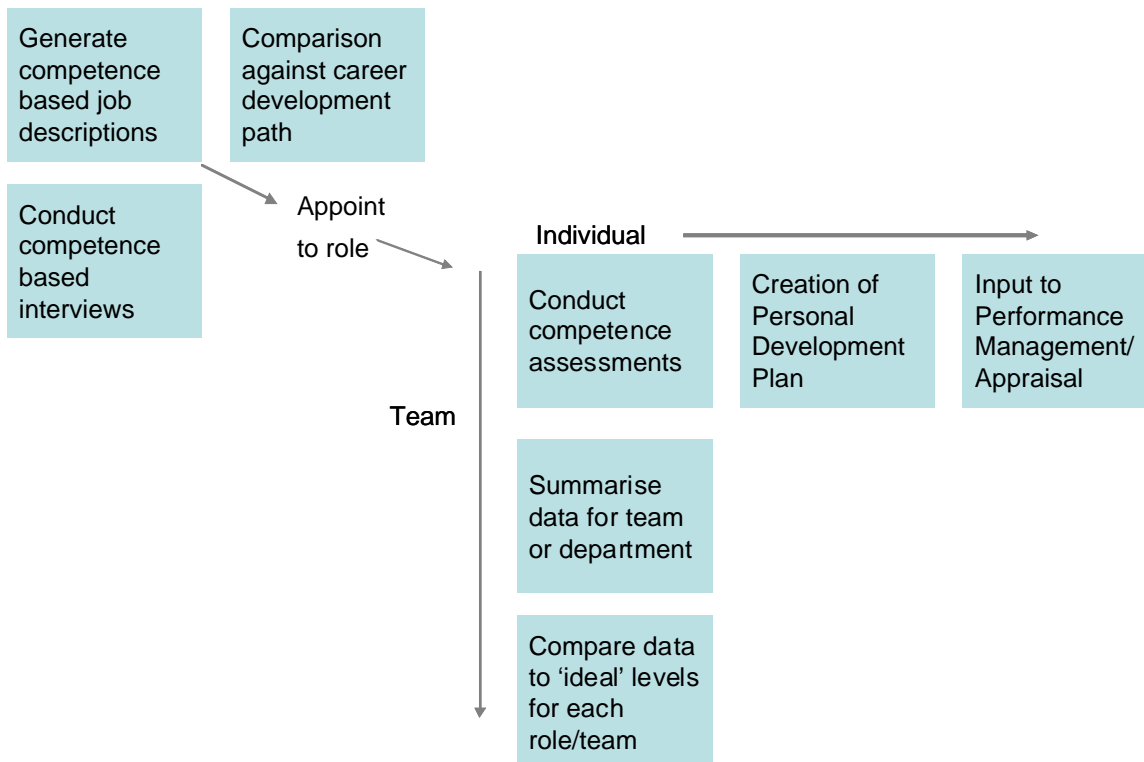 Generate
competence
based job
descriptions
Comparison
against career
development
path
Conduct
competence
based
interviews
Appoint
to role
Individual
Team
Conduct
competence
assessments
Creation of
Personal
Development
Plan
Input to
Performance
Management/
Appraisal
Summarise
data for team
or department
Compare data
to ‘ideal’ levels
for each
role/team